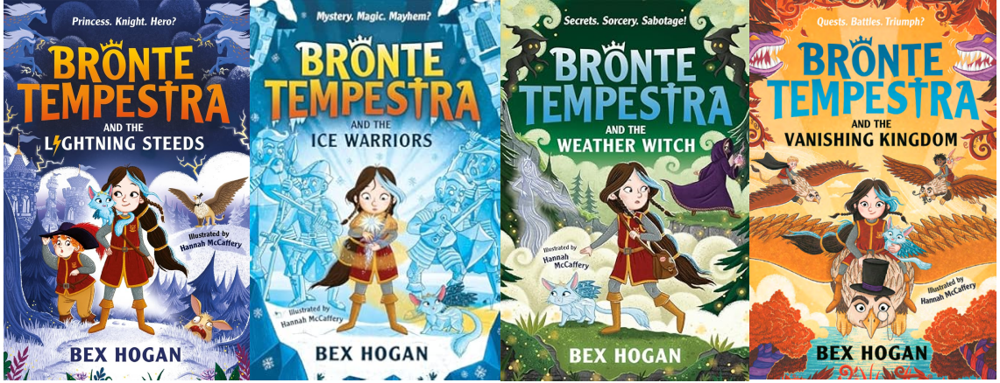 Princess. Knight. Hero?
BRONTE
TEMPESTRA
AND THE
LIGHTNING STEEDS
Illustrated by
Hannah McCaffery
BEX HOGAN
Mystery. Magic. Mayhem?
BRONTE
TEMPESTRA
AND THE
ICE WARRIORS
Illustrated by
Hannah McCaffery
BEX HOGAN
Secrets. Sorcery. Sabotage!
BRONTE
TEMPESTRA
AND THE
WEATHER WITCH
Illustrated by
Hannah
McCaffery
BEX HOGAN
Quests. Battles. Triumph?
BRONTE
TEMPESTRA
AND THE
VANISHING KINGDOM
Illustrated by
Hannah McCaffery
BEX HOGAN